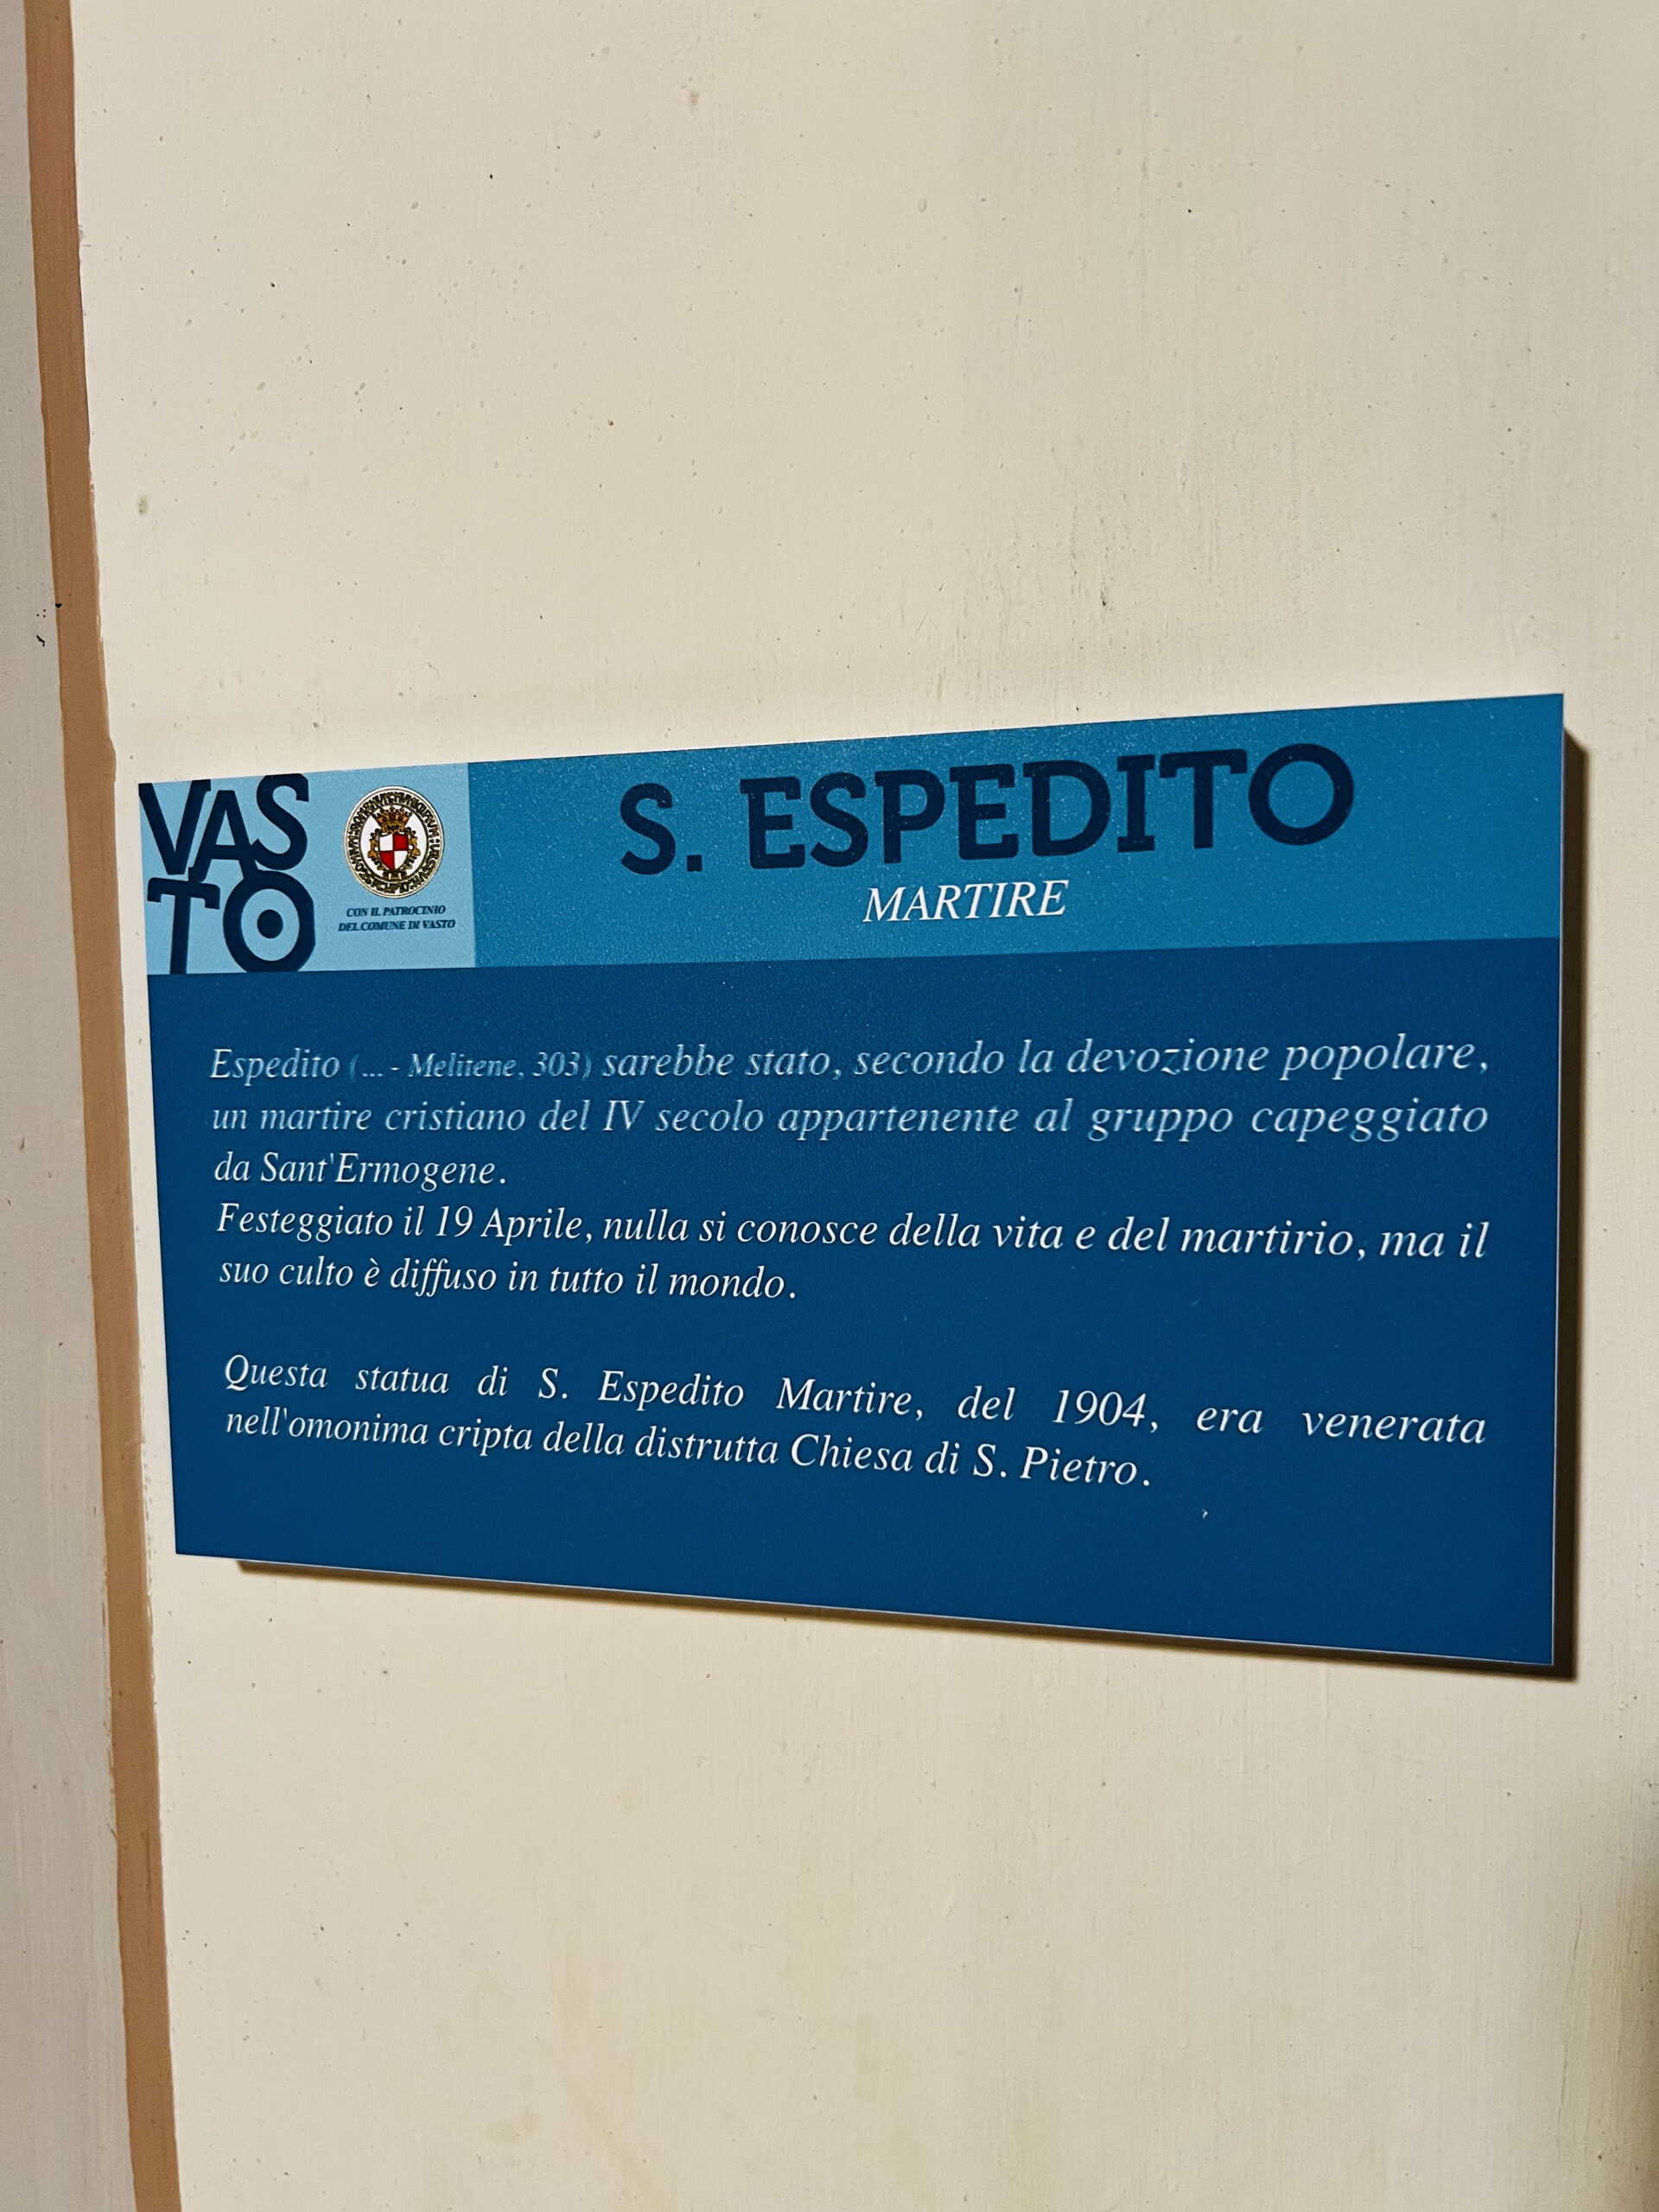 VAS
TO
CON IL PATROCINIO
DEL COMUNE DI VASTO
S. ESPEDITO
MARTIRE
Espedito (... - Melitene, 303) sarebbe stato, secondo la devozione popolare,
un martire cristiano del IV secolo appartenente al gruppo capeggiato
da Sant'Ermogene.
Festeggiato il 19 Aprile, nulla si conosce della vita e del martirio, ma il
suo culto è diffuso in tutto il mondo.
Questa statua di S. Espedito Martire, del 1904, era venerata
nell'omonima cripta della distrutta Chiesa di S. Pietro.